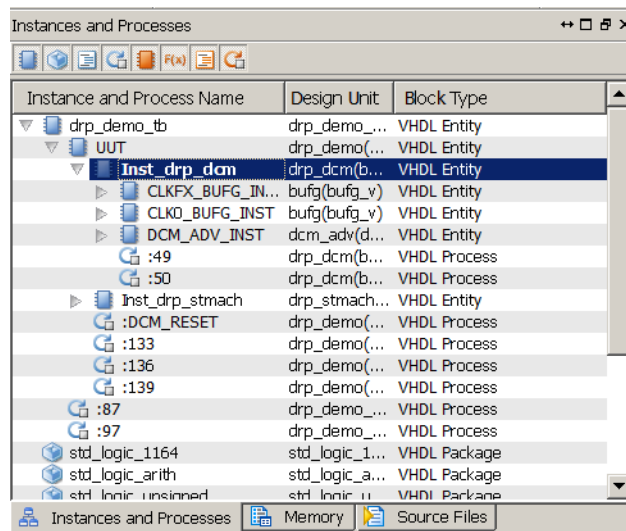 Instances and Processes
F(x)
Instance and Process Name Design Unit Block Type
drp_demo_tb drp_demo_... VHDL Entity
UUT drp_demo(... VHDL Entity
Inst_drp_dcm drp_dcm(b... VHDL Entity
CLKFX_BUFG_IN... bufg(bufg_v) VHDL Entity
CLK0_BUFG_INST bufg(bufg_v) VHDL Entity
DCM_ADV_INST dcm_adv(d... VHDL Entity
:49 drp_dcm(b... VHDL Process
:50 drp_dcm(b... VHDL Process
Inst_drp_stmach drp_stmach... VHDL Entity
:DCM_RESET drp_demo(... VHDL Process
:133 drp_demo(... VHDL Process
:136 drp_demo(... VHDL Process
:139 drp_demo(... VHDL Process
:87 drp_demo_... VHDL Process
:97 drp_demo_... VHDL Process
std_logic_1164 std_logic_1... VHDL Package
std_logic_arith std_logic_a... VHDL Package
std_logic_unsigned std_logic_u... VHDL Package
Instances and Processes Memory Source Files